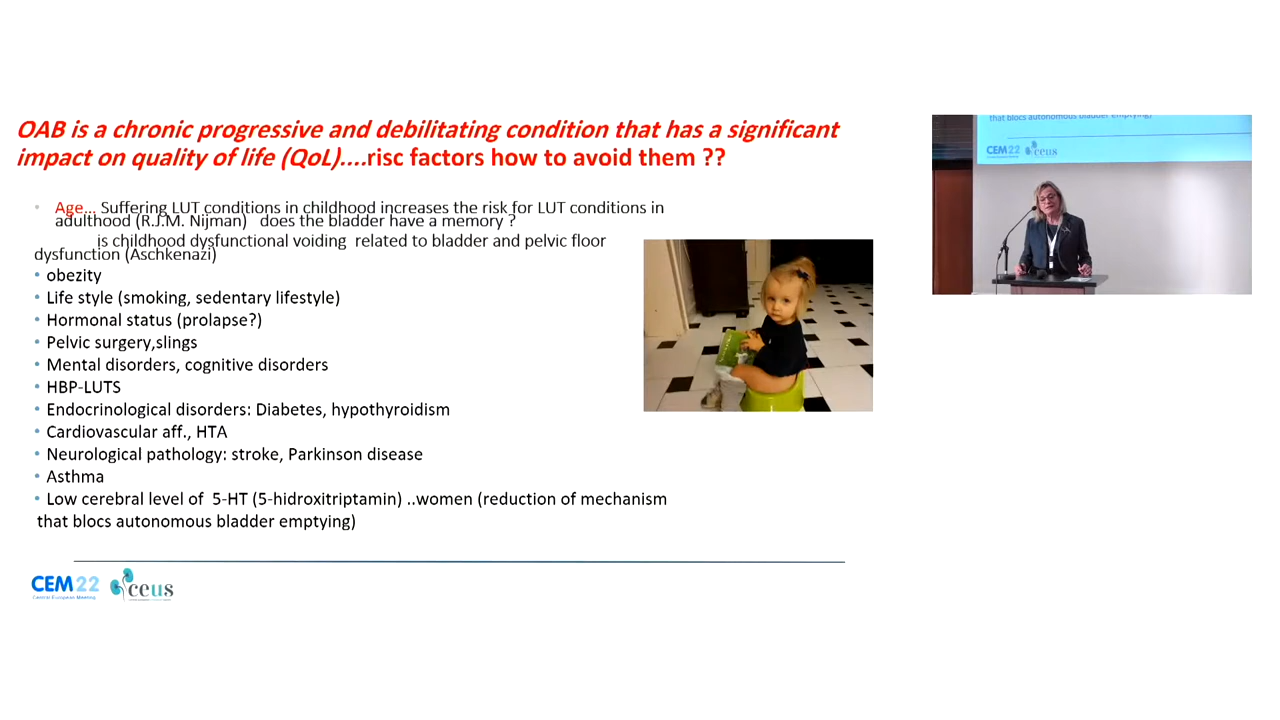 OAB is a chronic progressive and debilitating condition that has a significant
impact on quality of life (QoL)....risc factors how to avoid them ??
• Age... Suffering LUT conditions in childhood increases the risk for LUT conditions in
adulthood (R.J.M. Nijman) does the bladder have a memory ?
is childhood dysfunctional voiding related to bladder and pelvic floor
dysfunction (Aschkenazi)
• obezity
• Life style (smoking, sedentary lifestyle)
• Hormonal status (prolapse?)
• Pelvic surgery,slings
• Mental disorders, cognitive disorders
• HBP-LUTS
• Endocrinological disorders: Diabetes, hypothyroidism
• Cardiovascular aff., HTA
• Neurological pathology: stroke, Parkinson disease
• Asthma
• Low cerebral level of 5-HT (5-hidroxitriptamin) ..women (reduction of mechanism
that blocs autonomous bladder emptying)
CEM22
Central European Meeting
ceus
that blocs autonomous bladder emptying)
CEM22
ceus